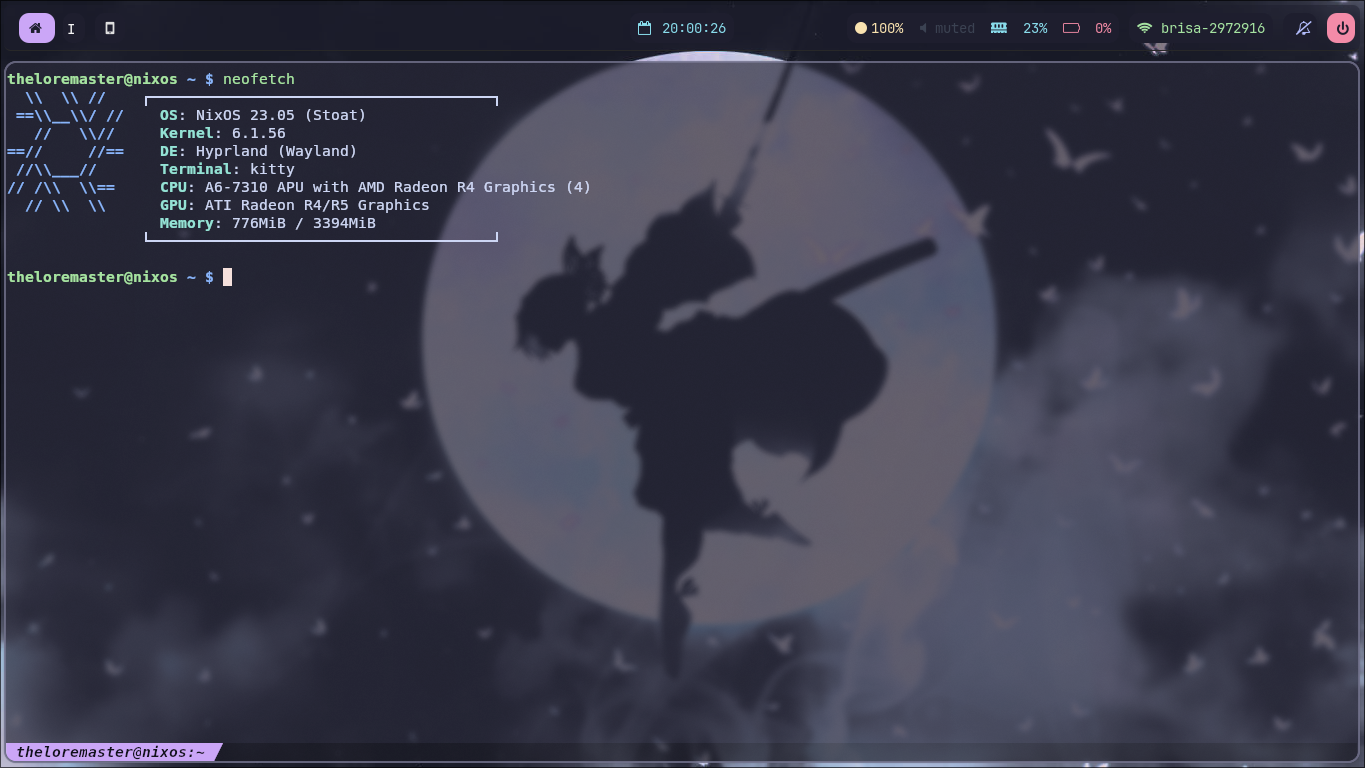 I 20:00:26 100% muted 23% 0% brisa-2972916
theloremaster@nixos ~ $ neofetch
  \\  \\ //
 ==\\__\\/ //   OS: NixOS 23.05 (Stoat)
   //   \\//    Kernel: 6.1.56
==//     //==   DE: Hyprland (Wayland)
 //\\___//      Terminal: kitty
// /\\  \\==    CPU: A6-7310 APU with AMD Radeon R4 Graphics (4)
  // \\  \\     GPU: ATI Radeon R4/R5 Graphics
Memory: 776MiB / 3394MiB
theloremaster@nixos ~ $
theloremaster@nixos:~